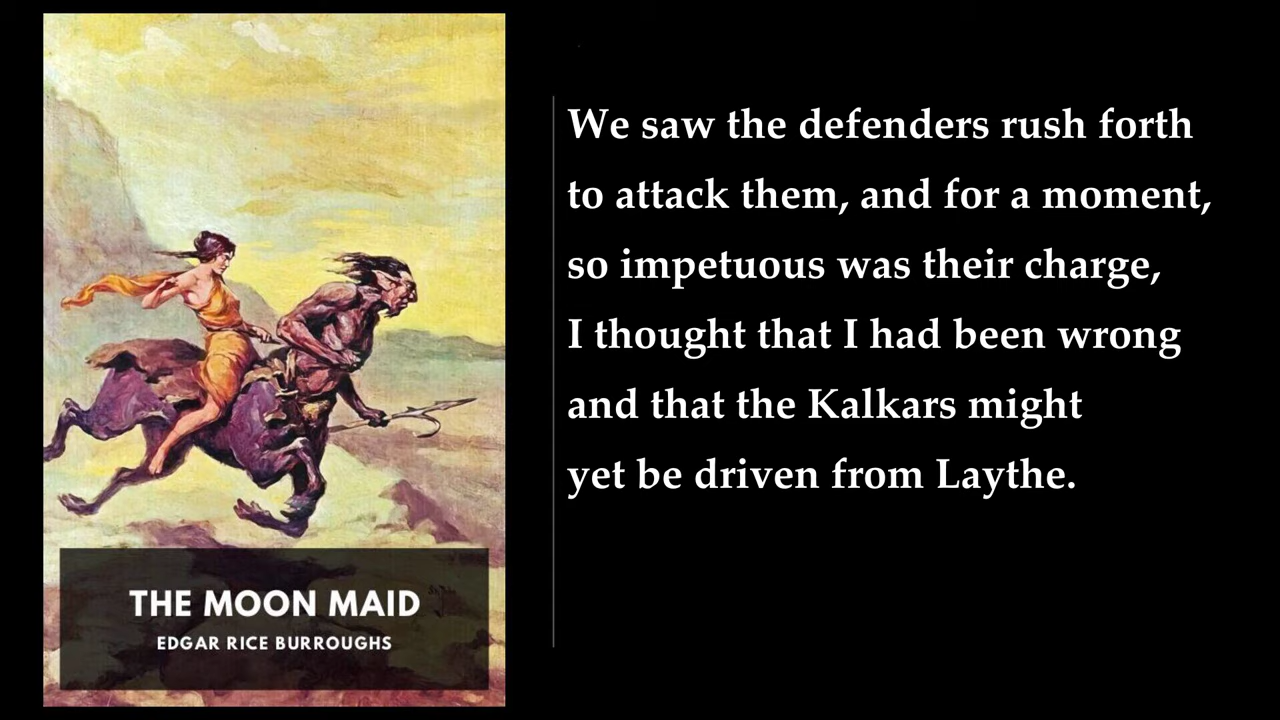 We saw the defenders rush forth
to attack them, and for a moment,
so impetuous was their charge,
I thought that I had been wrong
and that the Kalkars might
yet be driven from Laythe.
THE MOON MAID
EDGAR RICE BURROUGHS